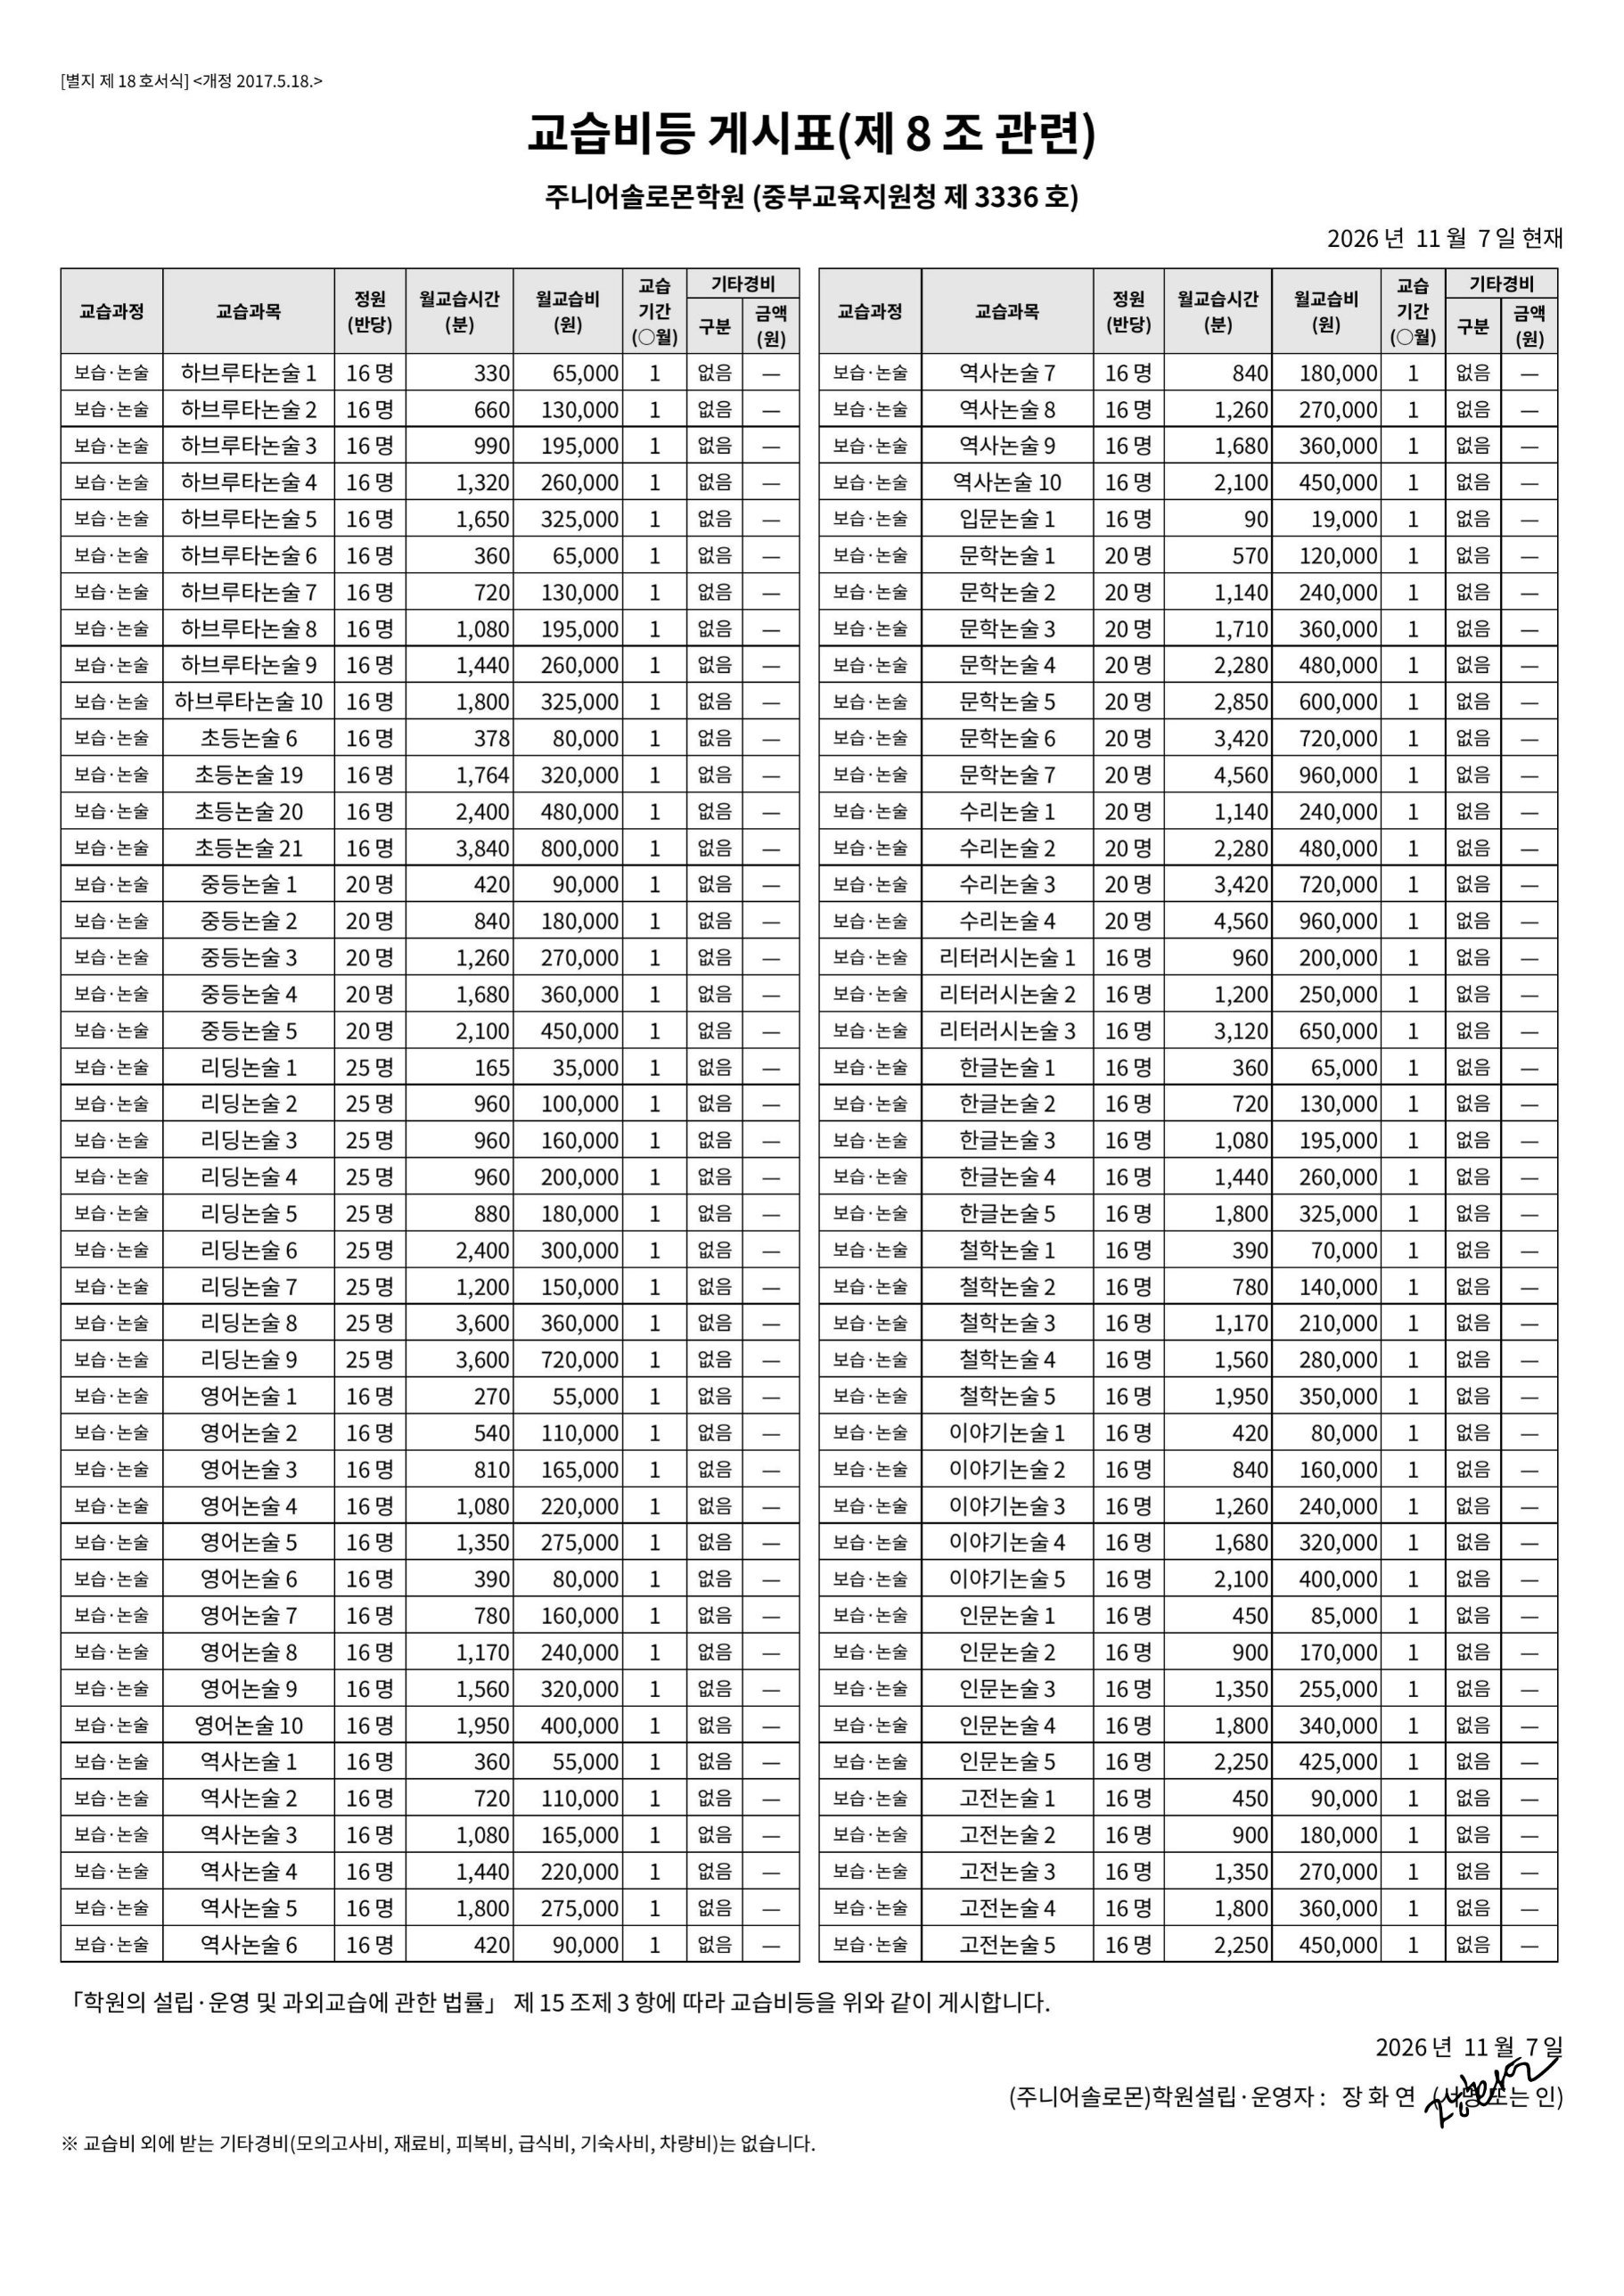 [별지 제 18 호서식] <개정 2017.5.18.>
교습비등 게시표(제 8 조 관련)
주니어솔로몬학원 (중부교육지원청 제 3336 호)
2026 년 11 월 7 일 현재
교습과정 교습과목 정원(반당) 월교습시간(분) 월교습비(원) 교습기간(○월) 기타경비 구분 금액(원)
보습·논술 하브루타논술 1 16 명 330 65,000 1 없음 —
보습·논술 하브루타논술 2 16 명 660 130,000 1 없음 —
보습·논술 하브루타논술 3 16 명 990 195,000 1 없음 —
보습·논술 하브루타논술 4 16 명 1,320 260,000 1 없음 —
보습·논술 하브루타논술 5 16 명 1,650 325,000 1 없음 —
보습·논술 하브루타논술 6 16 명 360 65,000 1 없음 —
보습·논술 하브루타논술 7 16 명 720 130,000 1 없음 —
보습·논술 하브루타논술 8 16 명 1,080 195,000 1 없음 —
보습·논술 하브루타논술 9 16 명 1,440 260,000 1 없음 —
보습·논술 하브루타논술 10 16 명 1,800 325,000 1 없음 —
보습·논술 초등논술 6 16 명 378 80,000 1 없음 —
보습·논술 초등논술 19 16 명 1,764 320,000 1 없음 —
보습·논술 초등논술 20 16 명 2,400 480,000 1 없음 —
보습·논술 초등논술 21 16 명 3,840 800,000 1 없음 —
보습·논술 중등논술 1 20 명 420 90,000 1 없음 —
보습·논술 중등논술 2 20 명 840 180,000 1 없음 —
보습·논술 중등논술 3 20 명 1,260 270,000 1 없음 —
보습·논술 중등논술 4 20 명 1,680 360,000 1 없음 —
보습·논술 중등논술 5 20 명 2,100 450,000 1 없음 —
보습·논술 리딩논술 1 25 명 165 35,000 1 없음 —
보습·논술 리딩논술 2 25 명 960 100,000 1 없음 —
보습·논술 리딩논술 3 25 명 960 160,000 1 없음 —
보습·논술 리딩논술 4 25 명 960 200,000 1 없음 —
보습·논술 리딩논술 5 25 명 880 180,000 1 없음 —
보습·논술 리딩논술 6 25 명 2,400 300,000 1 없음 —
보습·논술 리딩논술 7 25 명 1,200 150,000 1 없음 —
보습·논술 리딩논술 8 25 명 3,600 360,000 1 없음 —
보습·논술 리딩논술 9 25 명 3,600 720,000 1 없음 —
보습·논술 영어논술 1 16 명 270 55,000 1 없음 —
보습·논술 영어논술 2 16 명 540 110,000 1 없음 —
보습·논술 영어논술 3 16 명 810 165,000 1 없음 —
보습·논술 영어논술 4 16 명 1,080 220,000 1 없음 —
보습·논술 영어논술 5 16 명 1,350 275,000 1 없음 —
보습·논술 영어논술 6 16 명 390 80,000 1 없음 —
보습·논술 영어논술 7 16 명 780 160,000 1 없음 —
보습·논술 영어논술 8 16 명 1,170 240,000 1 없음 —
보습·논술 영어논술 9 16 명 1,560 320,000 1 없음 —
보습·논술 영어논술 10 16 명 1,950 400,000 1 없음 —
보습·논술 역사논술 1 16 명 360 55,000 1 없음 —
보습·논술 역사논술 2 16 명 720 110,000 1 없음 —
보습·논술 역사논술 3 16 명 1,080 165,000 1 없음 —
보습·논술 역사논술 4 16 명 1,440 220,000 1 없음 —
보습·논술 역사논술 5 16 명 1,800 275,000 1 없음 —
보습·논술 역사논술 6 16 명 420 90,000 1 없음 —
교습과정 교습과목 정원(반당) 월교습시간(분) 월교습비(원) 교습기간(○월) 기타경비 구분 금액(원)
보습·논술 역사논술 7 16 명 840 180,000 1 없음 —
보습·논술 역사논술 8 16 명 1,260 270,000 1 없음 —
보습·논술 역사논술 9 16 명 1,680 360,000 1 없음 —
보습·논술 역사논술 10 16 명 2,100 450,000 1 없음 —
보습·논술 입문논술 1 16 명 90 19,000 1 없음 —
보습·논술 문학논술 1 20 명 570 120,000 1 없음 —
보습·논술 문학논술 2 20 명 1,140 240,000 1 없음 —
보습·논술 문학논술 3 20 명 1,710 360,000 1 없음 —
보습·논술 문학논술 4 20 명 2,280 480,000 1 없음 —
보습·논술 문학논술 5 20 명 2,850 600,000 1 없음 —
보습·논술 문학논술 6 20 명 3,420 720,000 1 없음 —
보습·논술 문학논술 7 20 명 4,560 960,000 1 없음 —
보습·논술 수리논술 1 20 명 1,140 240,000 1 없음 —
보습·논술 수리논술 2 20 명 2,280 480,000 1 없음 —
보습·논술 수리논술 3 20 명 3,420 720,000 1 없음 —
보습·논술 수리논술 4 20 명 4,560 960,000 1 없음 —
보습·논술 리터러시논술 1 16 명 960 200,000 1 없음 —
보습·논술 리터러시논술 2 16 명 1,200 250,000 1 없음 —
보습·논술 리터러시논술 3 16 명 3,120 650,000 1 없음 —
보습·논술 한글논술 1 16 명 360 65,000 1 없음 —
보습·논술 한글논술 2 16 명 720 130,000 1 없음 —
보습·논술 한글논술 3 16 명 1,080 195,000 1 없음 —
보습·논술 한글논술 4 16 명 1,440 260,000 1 없음 —
보습·논술 한글논술 5 16 명 1,800 325,000 1 없음 —
보습·논술 철학논술 1 16 명 390 70,000 1 없음 —
보습·논술 철학논술 2 16 명 780 140,000 1 없음 —
보습·논술 철학논술 3 16 명 1,170 210,000 1 없음 —
보습·논술 철학논술 4 16 명 1,560 280,000 1 없음 —
보습·논술 철학논술 5 16 명 1,950 350,000 1 없음 —
보습·논술 이야기논술 1 16 명 420 80,000 1 없음 —
보습·논술 이야기논술 2 16 명 840 160,000 1 없음 —
보습·논술 이야기논술 3 16 명 1,260 240,000 1 없음 —
보습·논술 이야기논술 4 16 명 1,680 320,000 1 없음 —
보습·논술 이야기논술 5 16 명 2,100 400,000 1 없음 —
보습·논술 인문논술 1 16 명 450 85,000 1 없음 —
보습·논술 인문논술 2 16 명 900 170,000 1 없음 —
보습·논술 인문논술 3 16 명 1,350 255,000 1 없음 —
보습·논술 인문논술 4 16 명 1,800 340,000 1 없음 —
보습·논술 인문논술 5 16 명 2,250 425,000 1 없음 —
보습·논술 고전논술 1 16 명 450 90,000 1 없음 —
보습·논술 고전논술 2 16 명 900 180,000 1 없음 —
보습·논술 고전논술 3 16 명 1,350 270,000 1 없음 —
보습·논술 고전논술 4 16 명 1,800 360,000 1 없음 —
보습·논술 고전논술 5 16 명 2,250 450,000 1 없음 —
「학원의 설립·운영 및 과외교습에 관한 법률」 제 15 조제 3 항에 따라 교습비등을 위와 같이 게시합니다.
2026 년 11 월 7 일
(주니어솔로몬)학원설립·운영자 : 장 화 연 (서명 또는 인)
※ 교습비 외에 받는 기타경비(모의고사비, 재료비, 피복비, 급식비, 기숙사비, 차량비)는 없습니다.